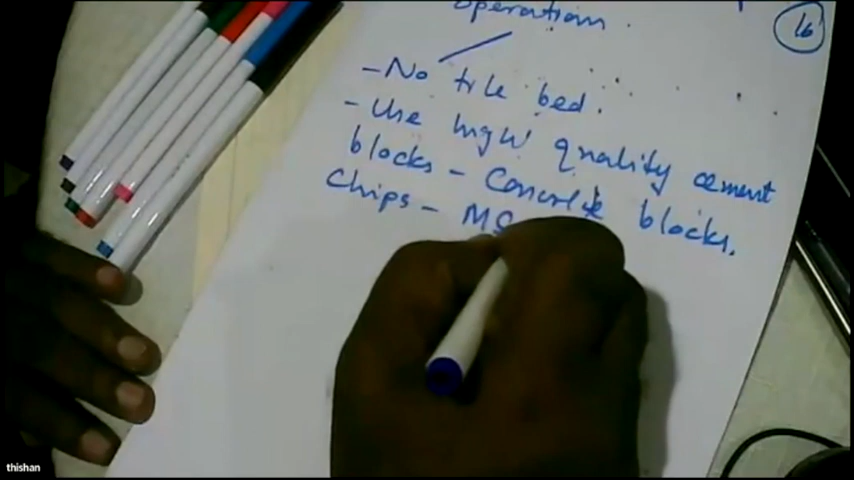 operation.
16
- No tile bed.
- Use high quality cement
blocks - Concrete blocks.
Chips - MS
thishan